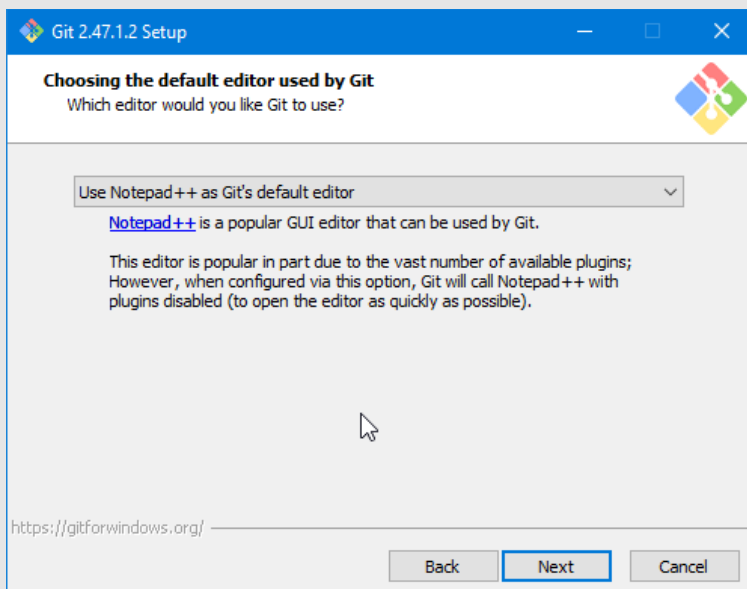 Git 2.47.1.2 Setup
Choosing the default editor used by Git
Which editor would you like Git to use?
Use Notepad++ as Git's default editor
Notepad++ is a popular GUI editor that can be used by Git.
This editor is popular in part due to the vast number of available plugins;
However, when configured via this option, Git will call Notepad++ with
plugins disabled (to open the editor as quickly as possible).
https://gitforwindows.org/
Back Next Cancel